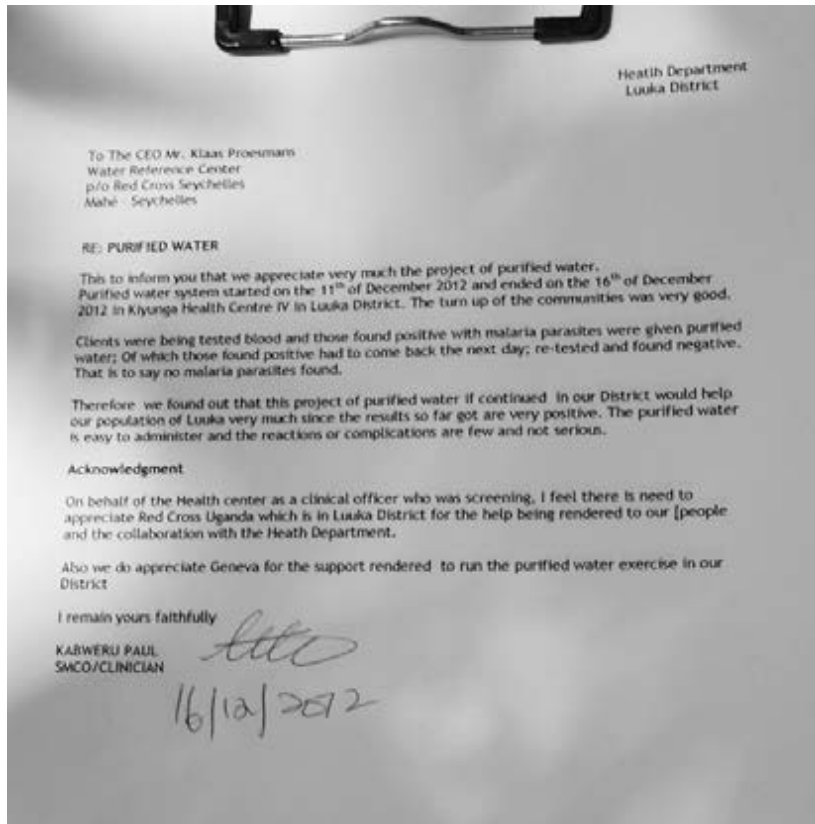 Heatlh Department
Luuka District
To The CEO Mr. Klaas Proesmans
Water Reference Center
p/o Red Cross Seychelles
Mahé - Seychelles
RE: PURIFIED WATER
This to inform you that we appreciate very much the project of purified water.
Purified water system started on the 11th of December 2012 and ended on the 16th of December
2012 in Kiyunga Health Centre IV in Luuka District. The turn up of the communities was very good.
Clients were being tested blood and those found positive with malaria parasites were given purified
water; Of which those found positive had to come back the next day; re-tested and found negative.
That is to say no malaria parasites found.
Therefore we found out that this project of purified water if continued in our District would help
our population of Luuka very much since the results so far got are very positive. The purified water
is easy to administer and the reactions or complications are few and not serious.
Acknowledgment
On behalf of the Health center as a clinical officer who was screening, I feel there is need to
appreciate Red Cross Uganda which is in Luuka District for the help being rendered to our [people
and the collaboration with the Heath Department.
Also we do appreciate Geneva for the support rendered to run the purified water exercise in our
District
I remain yours faithfully
KABWERU PAUL
SMCO/CLINICIAN
16/12/2012